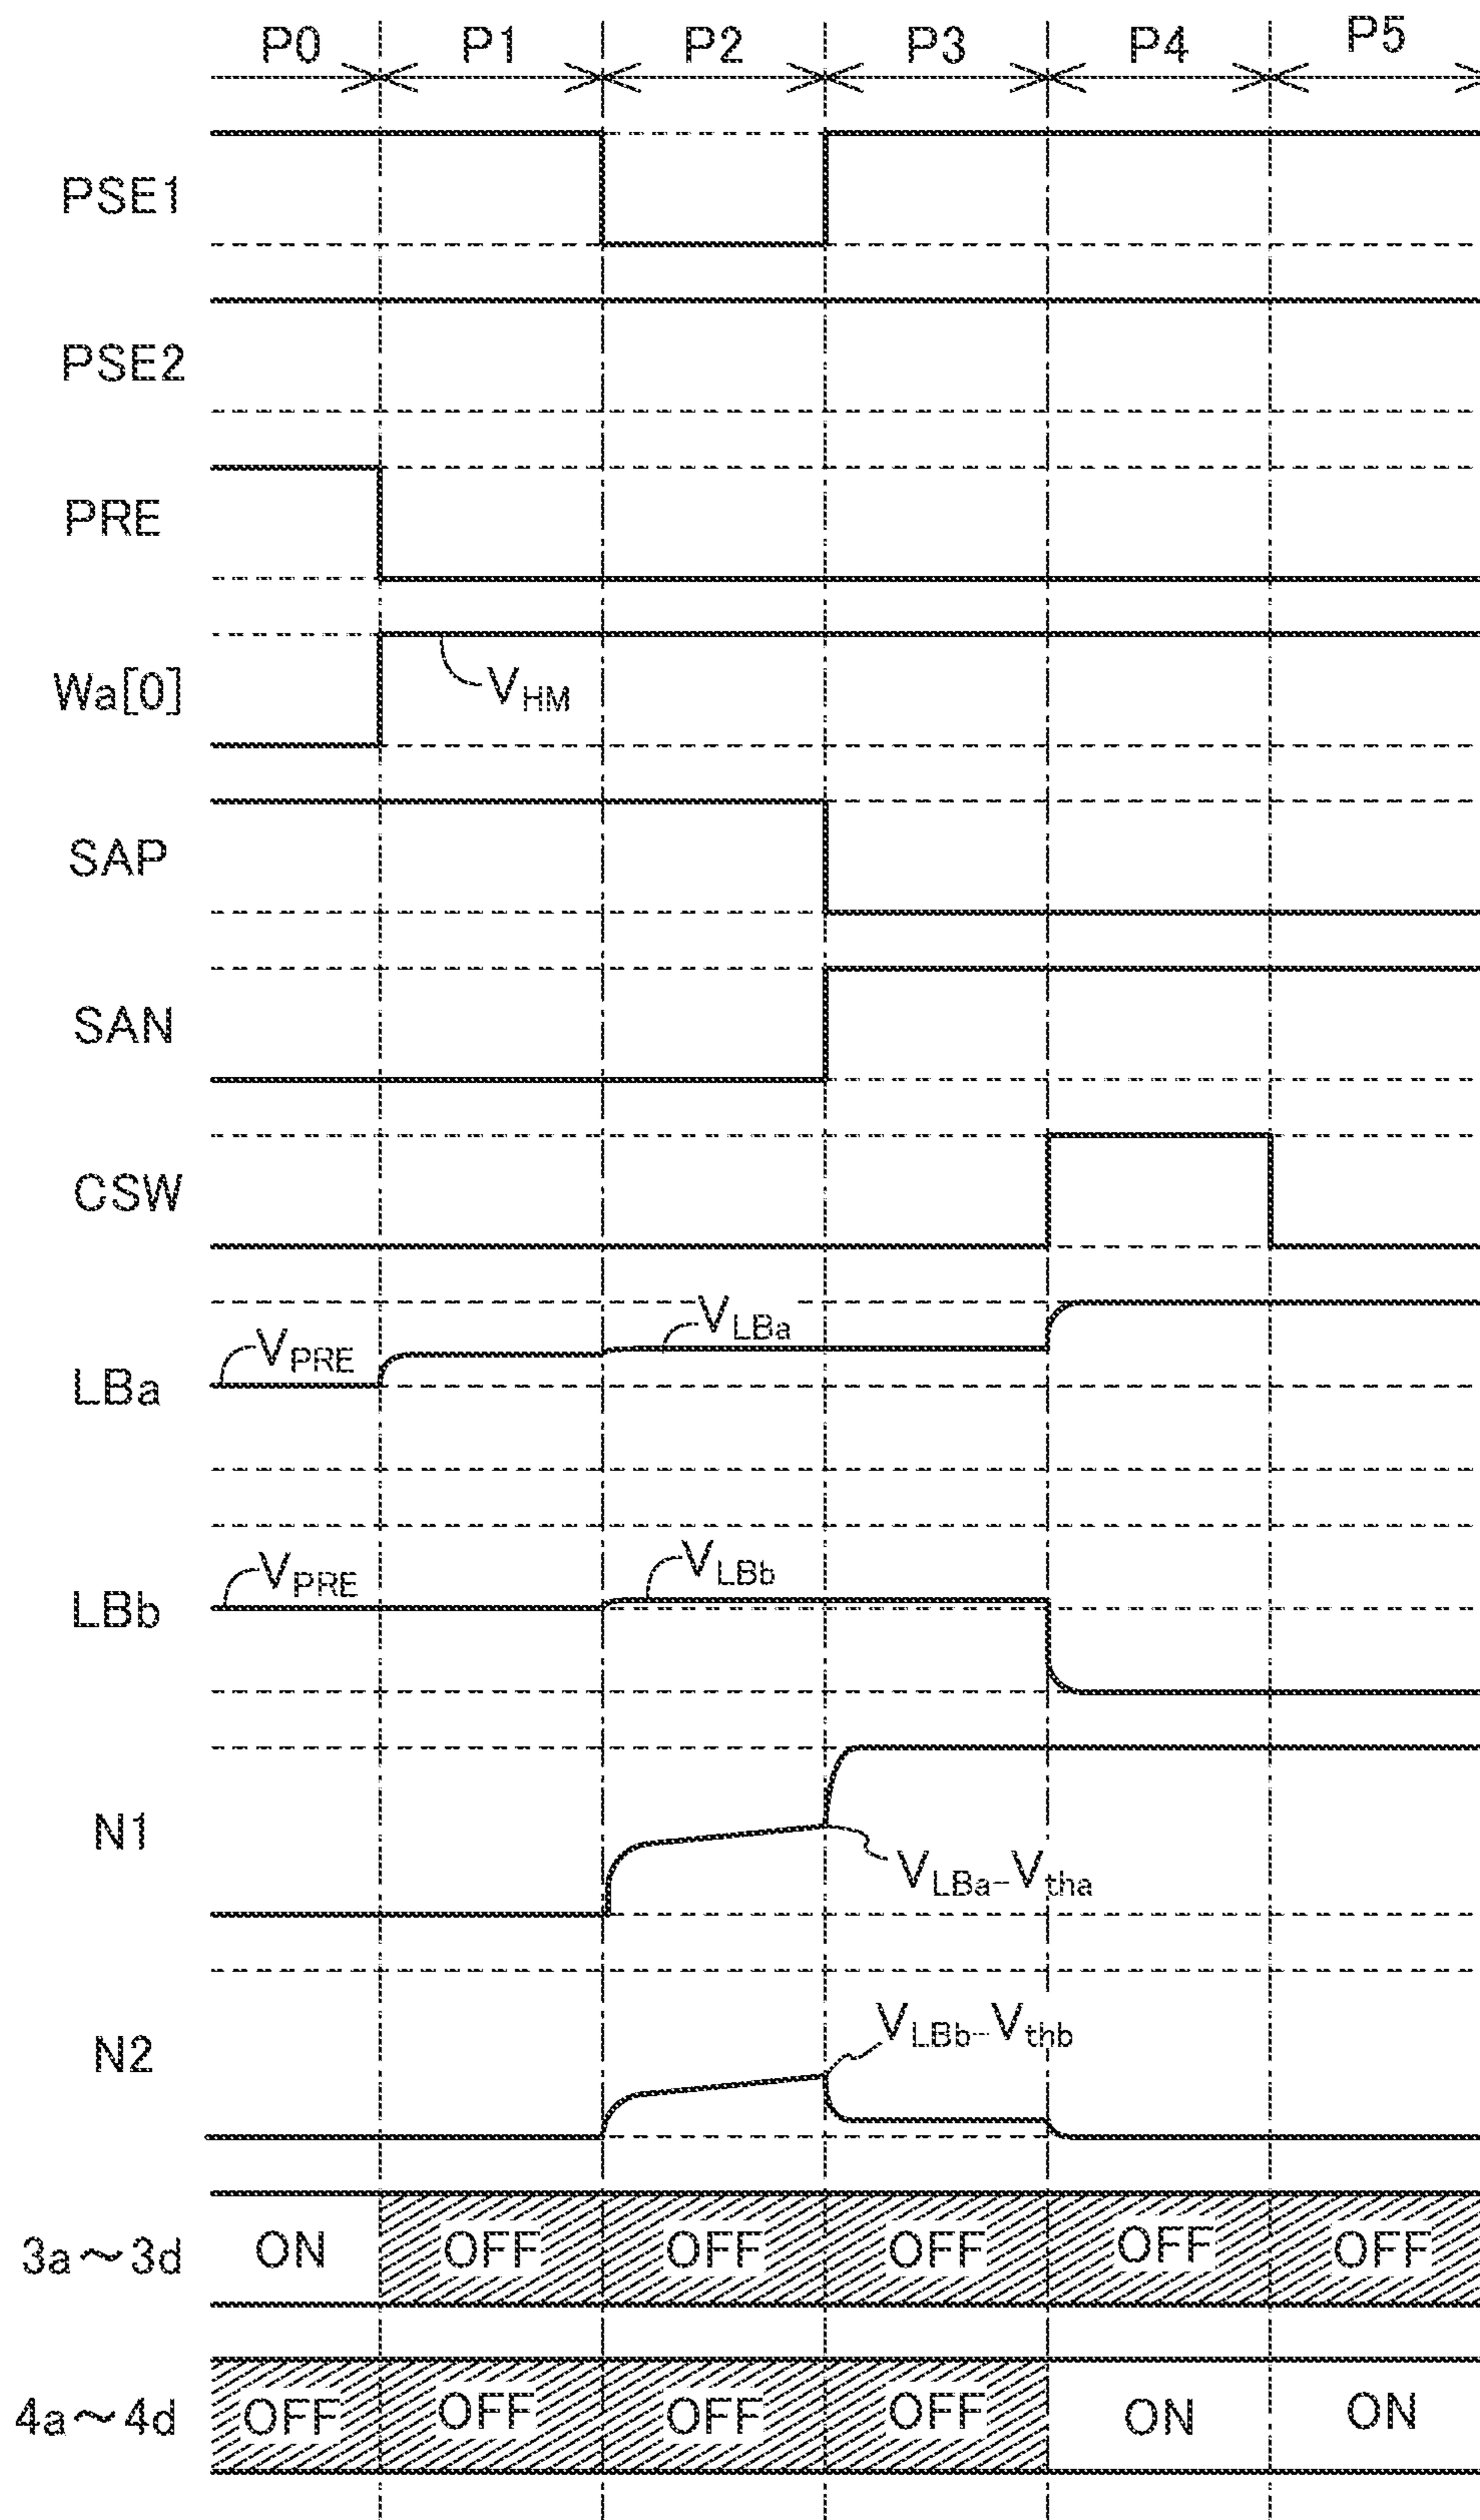 P0 P1 P2 P3 P4 P5
PSE1
PSE2
PRE
Wa[0]
VHM
SAP
SAN
CSW
VPRE VLBa
LBa
VPRE VLBb
LBb
N1
VLBa-Vtha
VLBb-Vthb
N2
3a~3d ON OFF OFF OFF OFF OFF
4a~4d OFF OFF OFF OFF ON ON